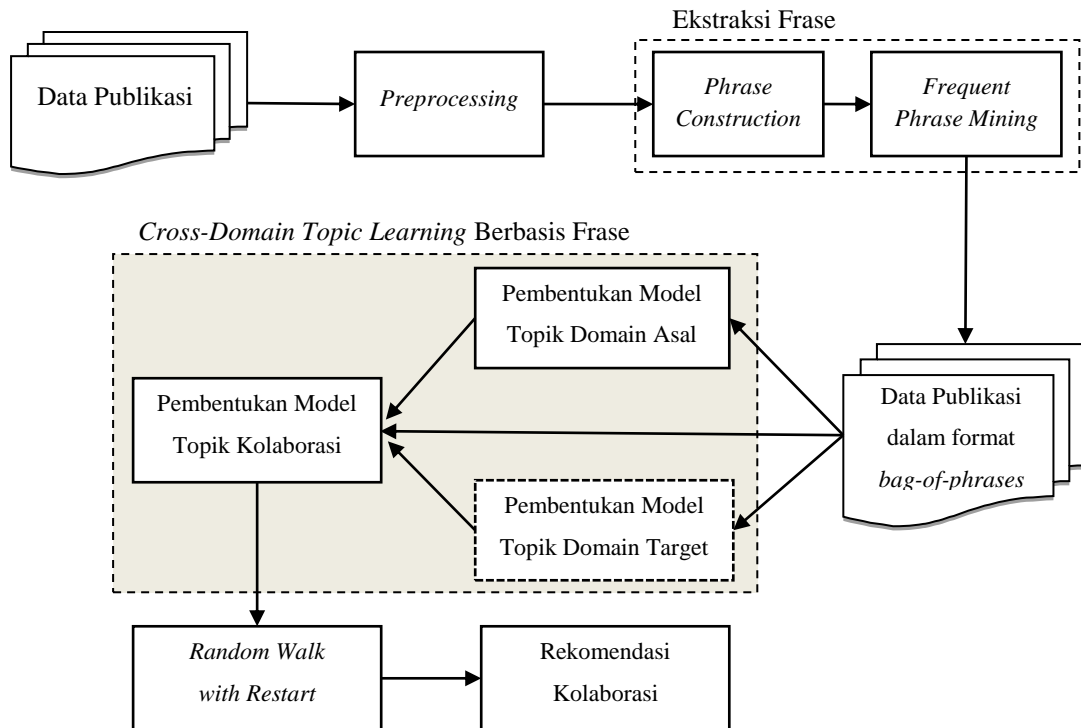 Ekstraksi Frase
Data Publikasi
Preprocessing
Phrase
Construction
Frequent
Phrase Mining
Cross-Domain Topic Learning Berbasis Frase
Pembentukan Model
Topik Domain Asal
Pembentukan Model
Topik Kolaborasi
Data Publikasi
dalam format
bag-of-phrases
Pembentukan Model
Topik Domain Target
Random Walk
with Restart
Rekomendasi
Kolaborasi